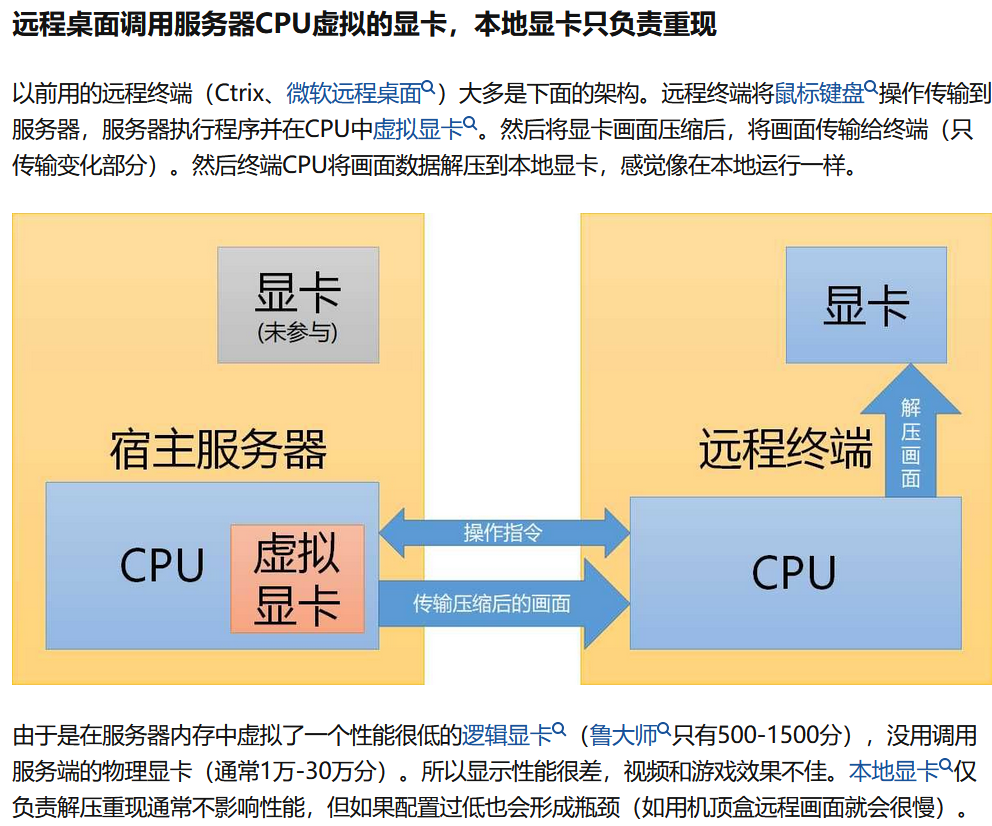 远程桌面调用服务器CPU虚拟的显卡，本地显卡只负责重现
以前用的远程终端（Ctrix、微软远程桌面）大多是下面的架构。远程终端将鼠标键盘操作传输到
服务器，服务器执行程序并在CPU中虚拟显卡。然后将显卡画面压缩后，将画面传输给终端（只
传输变化部分）。然后终端CPU将画面数据解压到本地显卡，感觉像在本地运行一样。
显卡
(未参与)
宿主服务器
CPU
虚拟
显卡
操作指令
传输压缩后的画面
显卡
解
压
画
面
远程终端
CPU
由于是在服务器内存中虚拟了一个性能很低的逻辑显卡（鲁大师只有500-1500分），没用调用
服务端的物理显卡（通常1万-30万分）。所以显示性能很差，视频和游戏效果不佳。本地显卡仅
负责解压重现通常不影响性能，但如果配置过低也会形成瓶颈（如用机顶盒远程画面就会很慢）。